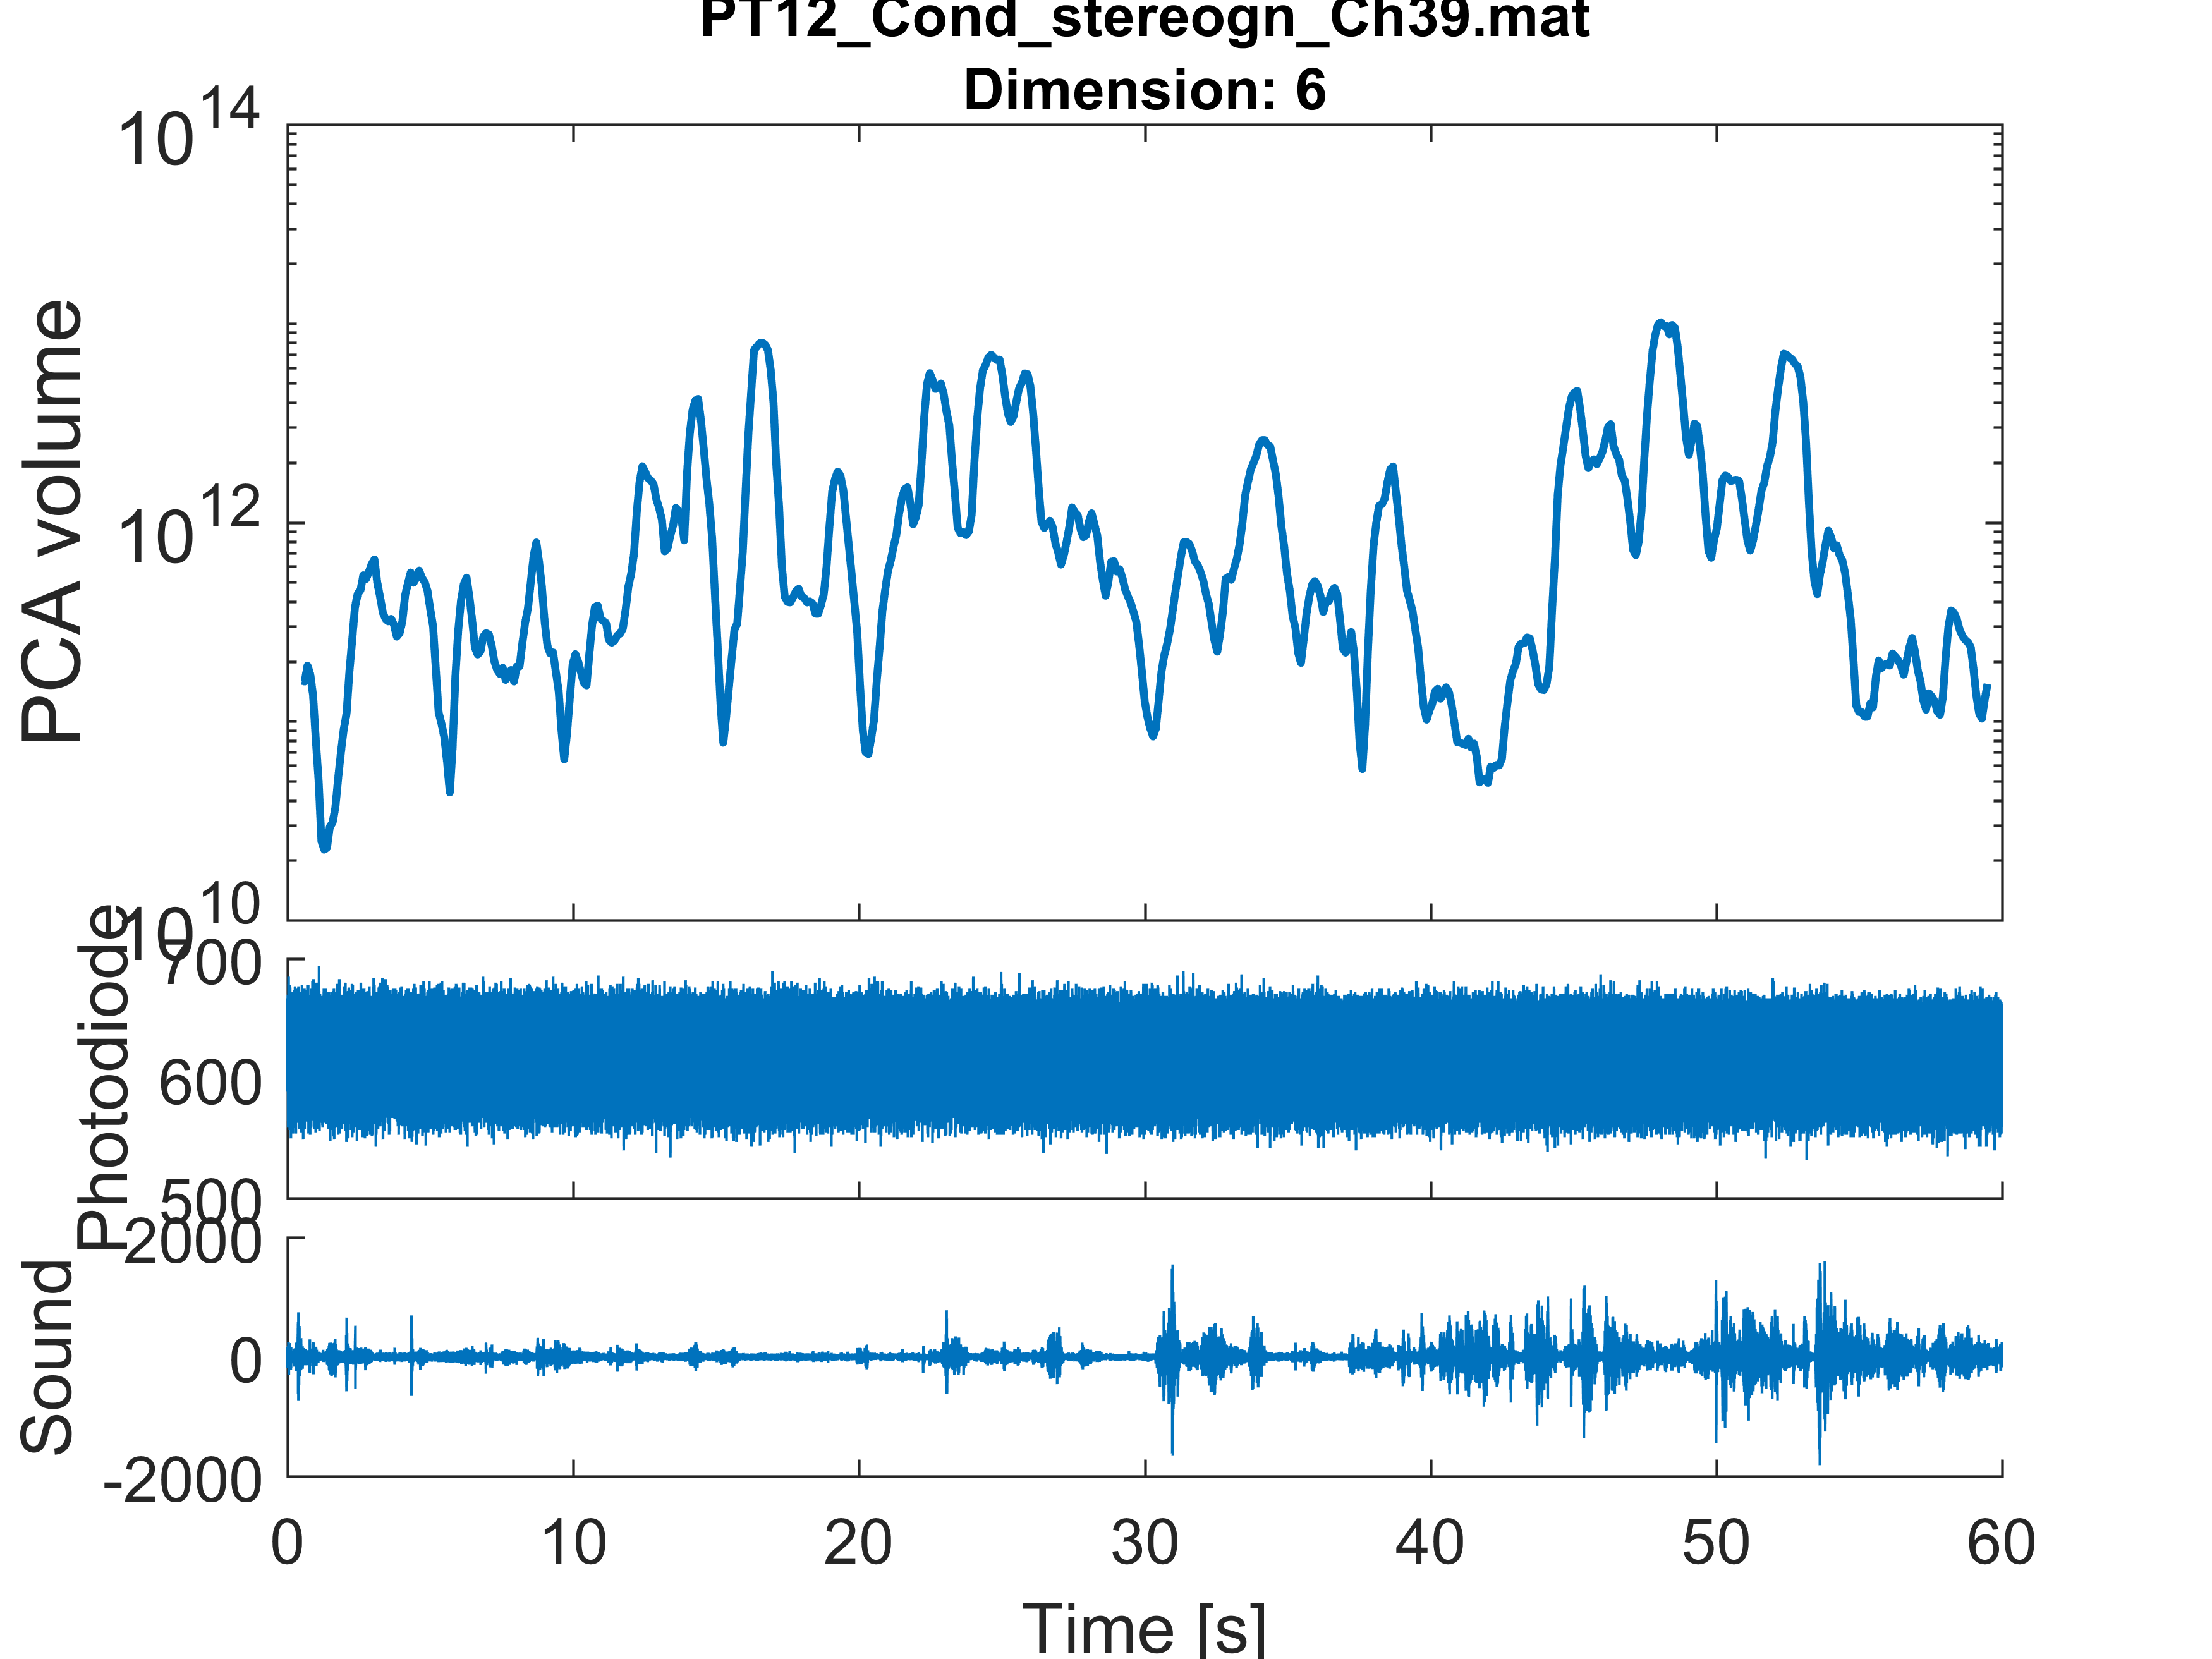 PT12_Cond_stereogn_Ch39.mat
Dimension: 6
10^14
10^12
10^10
PCA volume
700
600
500
Photodiode
2000
0
-2000
Sound
0 10 20 30 40 50 60
Time [s]